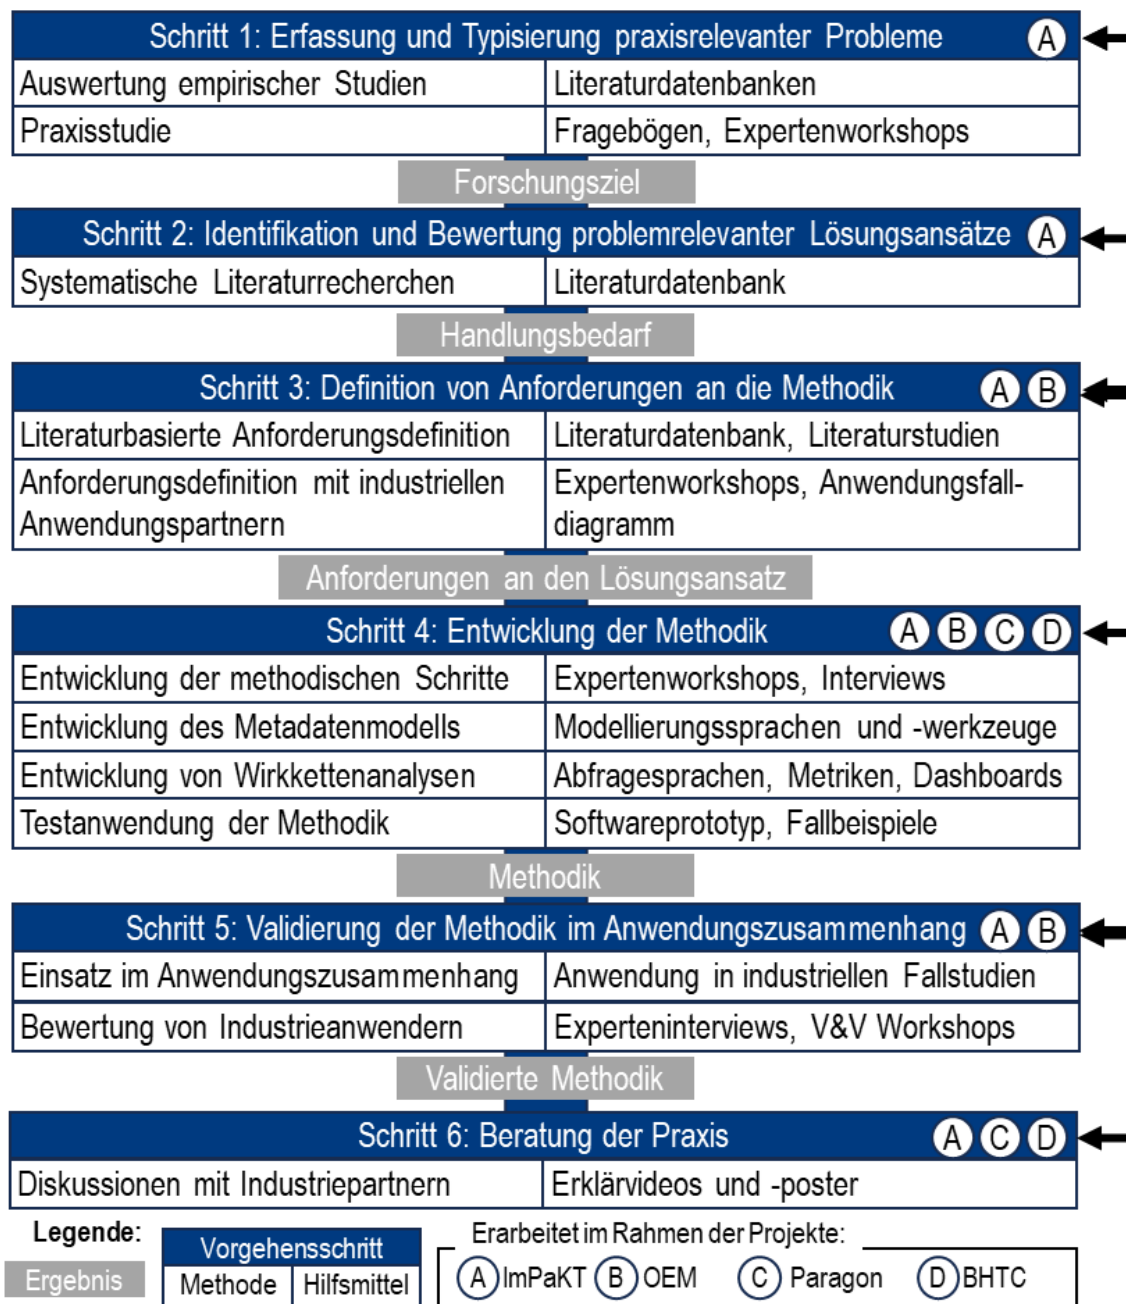 Schritt 1: Erfassung und Typisierung praxisrelevanter Probleme A
Auswertung empirischer Studien Literaturdatenbanken
Praxisstudie Fragebögen, Expertenworkshops
Forschungsziel
Schritt 2: Identifikation und Bewertung problemrelevanter Lösungsansätze A
Systematische Literaturrecherchen Literaturdatenbank
Handlungsbedarf
Schritt 3: Definition von Anforderungen an die Methodik A B
Literaturbasierte Anforderungsdefinition Literaturdatenbank, Literaturstudien
Anforderungsdefinition mit industriellen Expertenworkshops, Anwendungsfall-
Anwendungspartnern diagramm
Anforderungen an den Lösungsansatz
Schritt 4: Entwicklung der Methodik A B C D
Entwicklung der methodischen Schritte Expertenworkshops, Interviews
Entwicklung des Metadatenmodells Modellierungssprachen und -werkzeuge
Entwicklung von Wirkkettenanalysen Abfragesprachen, Metriken, Dashboards
Testanwendung der Methodik Softwareprototyp, Fallbeispiele
Methodik
Schritt 5: Validierung der Methodik im Anwendungszusammenhang A B
Einsatz im Anwendungszusammenhang Anwendung in industriellen Fallstudien
Bewertung von Industrieanwendern Experteninterviews, V&V Workshops
Validierte Methodik
Schritt 6: Beratung der Praxis A C D
Diskussionen mit Industriepartnern Erklärvideos und -poster
Legende: Erarbeitet im Rahmen der Projekte:
Vorgehensschritt
Ergebnis Methode Hilfsmittel A ImPaKT B OEM C Paragon D BHTC